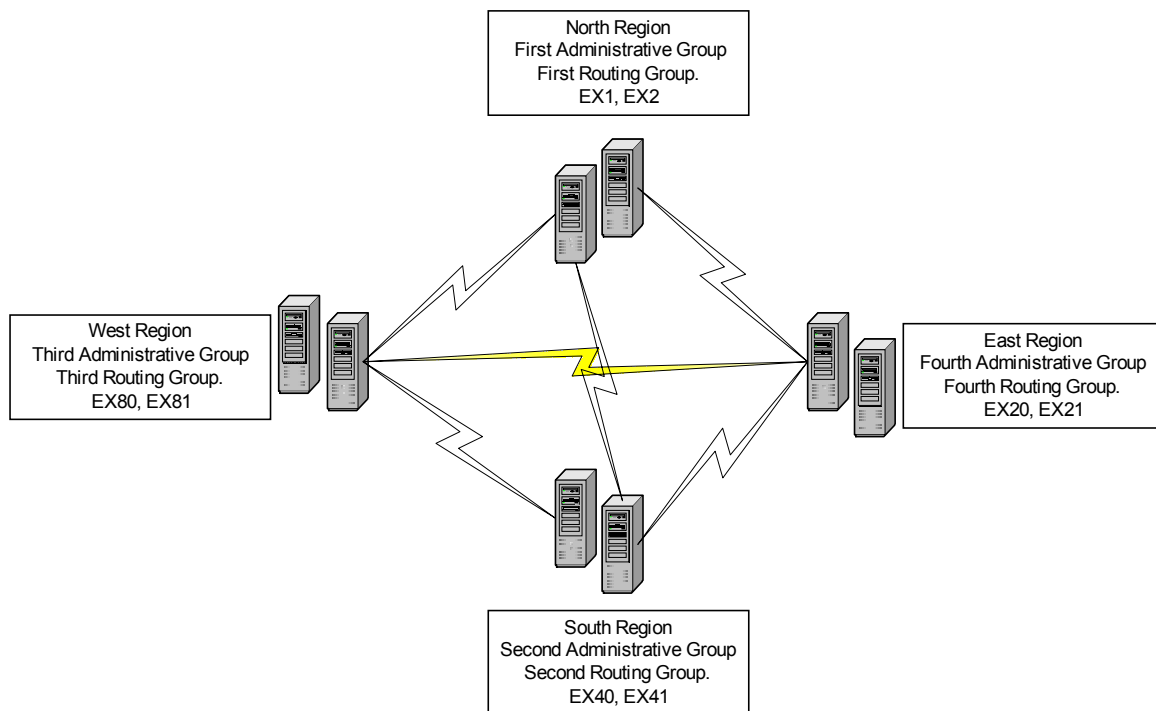 North Region
First Administrative Group
First Routing Group.
EX1, EX2
West Region
Third Administrative Group
Third Routing Group.
EX80, EX81
East Region
Fourth Administrative Group
Fourth Routing Group.
EX20, EX21
South Region
Second Administrative Group
Second Routing Group.
EX40, EX41